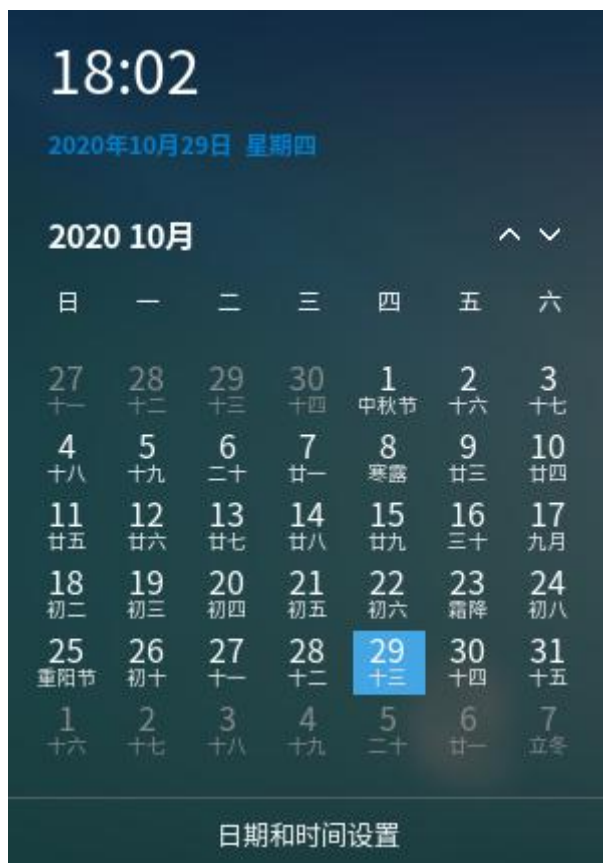 18:02
2020年10月29日 星期四
2020 10月
日 一 二 三 四 五 六
27 28 29 30 1 2 3
十一 十二 十三 十四 中秋节 十六 十七
4 5 6 7 8 9 10
十八 十九 二十 廿一 寒露 廿三 廿四
11 12 13 14 15 16 17
廿五 廿六 廿七 廿八 廿九 三十 九月
18 19 20 21 22 23 24
初二 初三 初四 初五 初六 霜降 初八
25 26 27 28 29 30 31
重阳节 初十 十一 十二 十三 十四 十五
1 2 3 4 5 6 7
十六 十七 十八 十九 二十 廿一 立冬
日期和时间设置